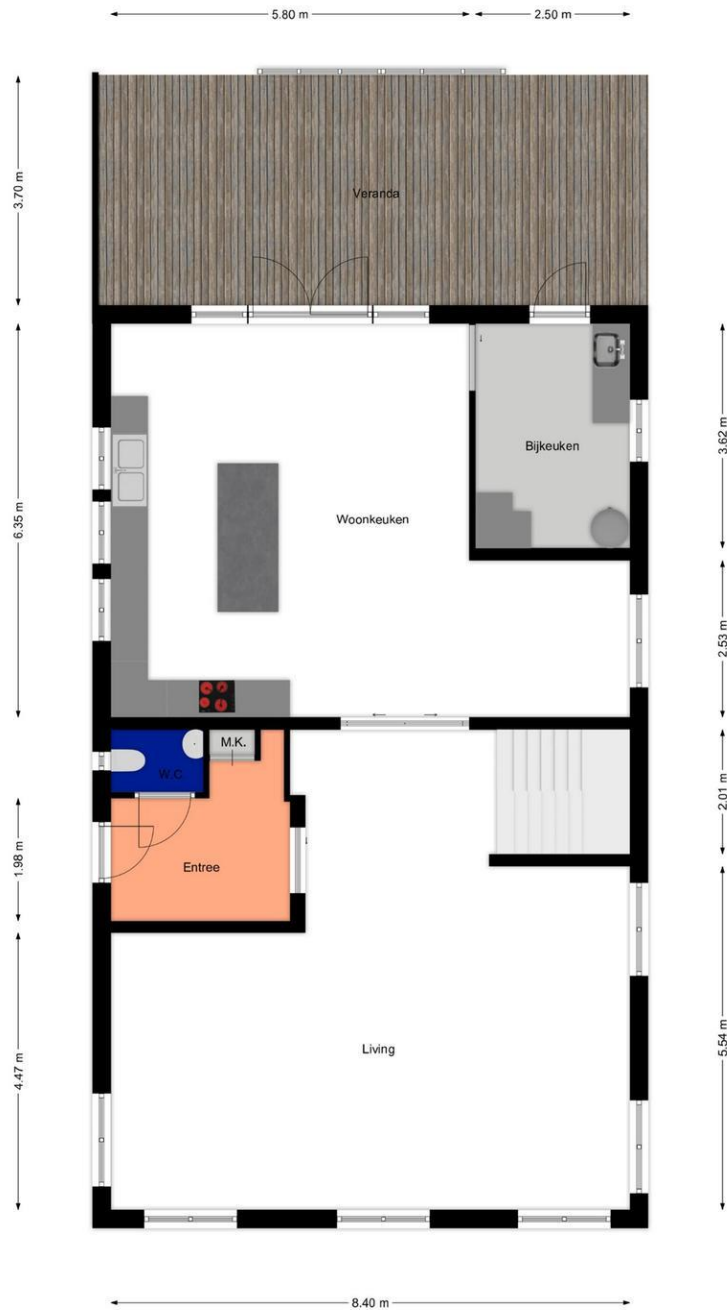 5.80 m
2.50 m
3.70 m
Veranda
6.35 m
3.62 m
Bijkeuken
Woonkeuken
2.53 m
M.K.
W.C
2.01 m
1.98 m
Entree
Living
4.47 m
5.54 m
8.40 m